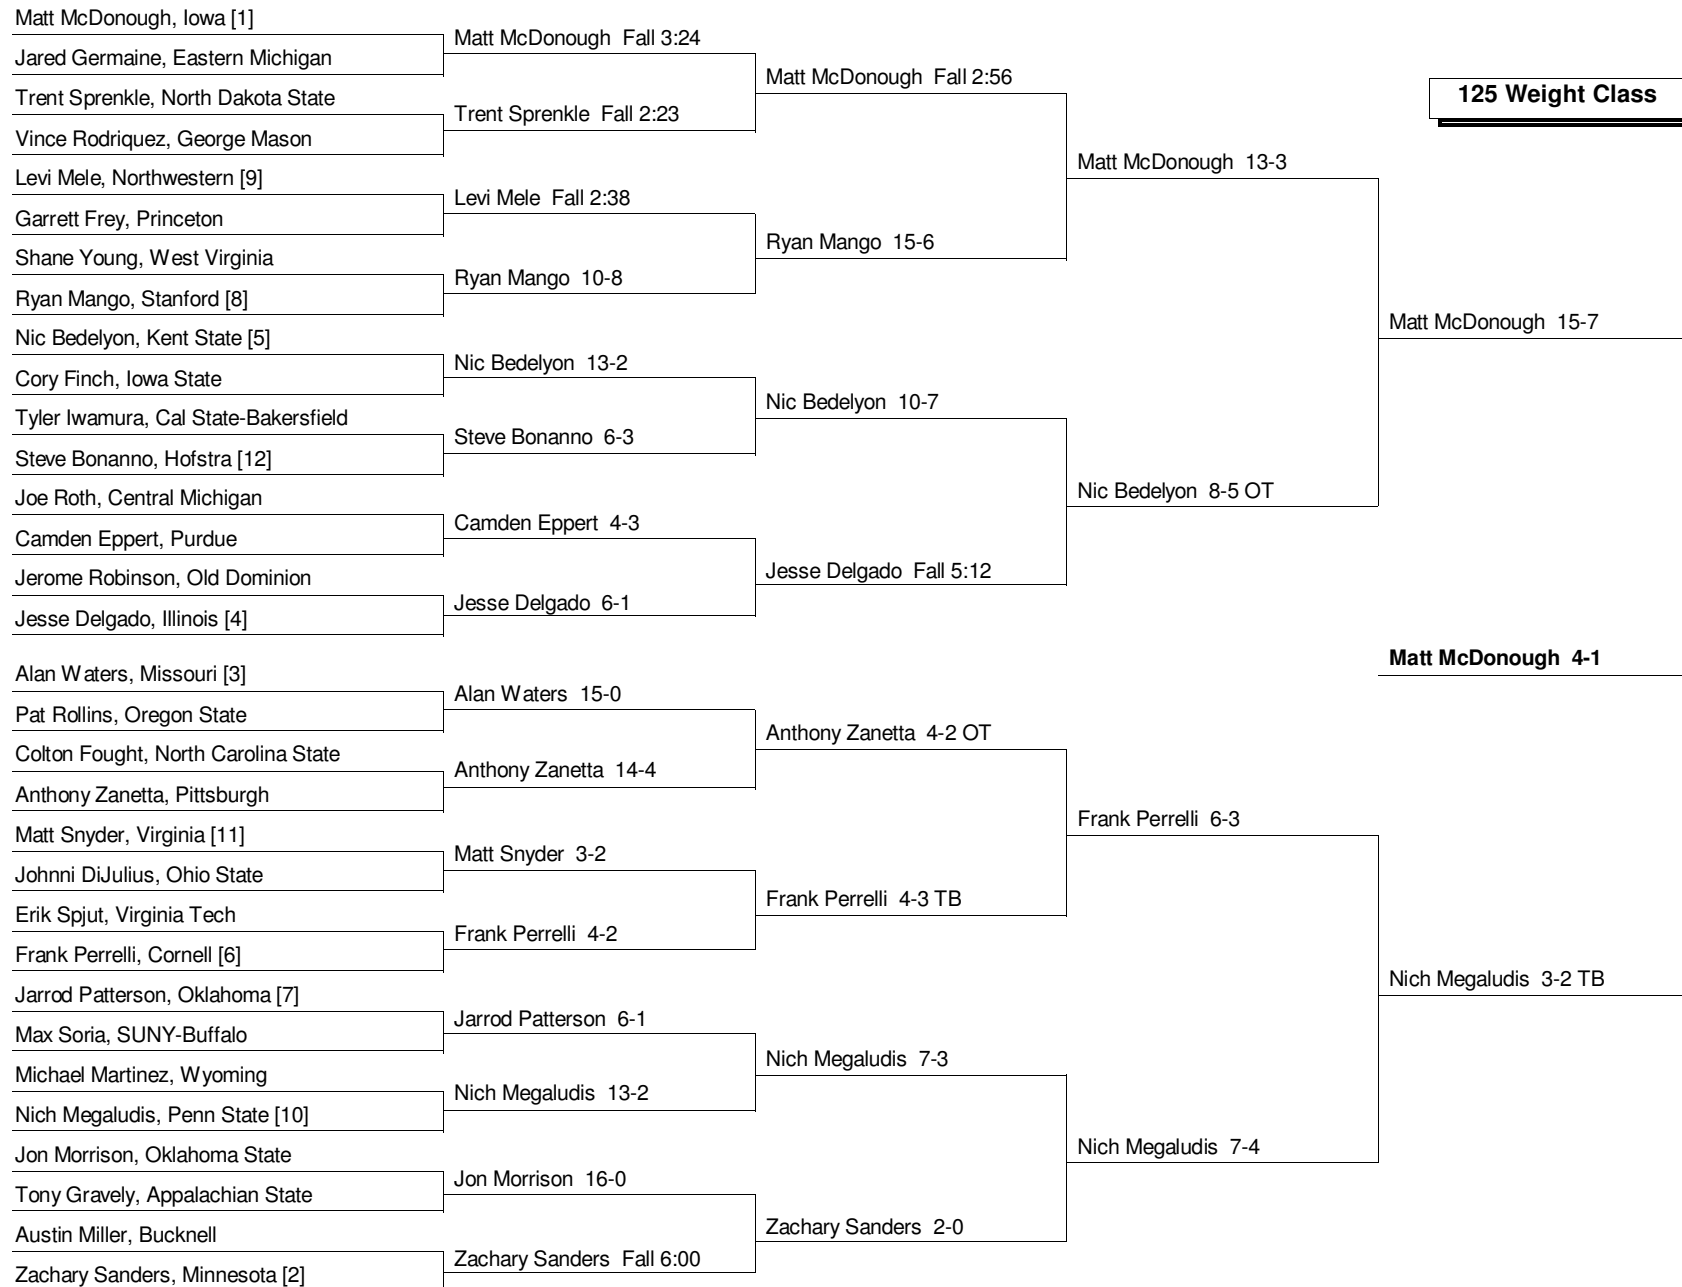 Matt McDonough, Iowa [1]
Jared Germaine, Eastern Michigan
Trent Sprenkle, North Dakota State
Vince Rodriquez, George Mason
Levi Mele, Northwestern [9]
Garrett Frey, Princeton
Shane Young, West Virginia
Ryan Mango, Stanford [8]
Nic Bedelyon, Kent State [5]
Cory Finch, Iowa State
Tyler Iwamura, Cal State-Bakersfield
Steve Bonanno, Hofstra [12]
Joe Roth, Central Michigan
Camden Eppert, Purdue
Jerome Robinson, Old Dominion
Jesse Delgado, Illinois [4]
Alan Waters, Missouri [3]
Pat Rollins, Oregon State
Colton Fought, North Carolina State
Anthony Zanetta, Pittsburgh
Matt Snyder, Virginia [11]
Johnni DiJulius, Ohio State
Erik Spjut, Virginia Tech
Frank Perrelli, Cornell [6]
Jarrod Patterson, Oklahoma [7]
Max Soria, SUNY-Buffalo
Michael Martinez, Wyoming
Nich Megaludis, Penn State [10]
Jon Morrison, Oklahoma State
Tony Gravely, Appalachian State
Austin Miller, Bucknell
Zachary Sanders, Minnesota [2]
Matt McDonough Fall 3:24
Trent Sprenkle Fall 2:23
Levi Mele Fall 2:38
Ryan Mango 10-8
Nic Bedelyon 13-2
Steve Bonanno 6-3
Camden Eppert 4-3
Jesse Delgado 6-1
Alan Waters 15-0
Anthony Zanetta 14-4
Matt Snyder 3-2
Frank Perrelli 4-2
Jarrod Patterson 6-1
Nich Megaludis 13-2
Jon Morrison 16-0
Zachary Sanders Fall 6:00
Matt McDonough Fall 2:56
Ryan Mango 15-6
Nic Bedelyon 10-7
Jesse Delgado Fall 5:12
Anthony Zanetta 4-2 OT
Frank Perrelli 4-3 TB
Nich Megaludis 7-3
Zachary Sanders 2-0
Matt McDonough 13-3
Nic Bedelyon 8-5 OT
Frank Perrelli 6-3
Nich Megaludis 7-4
125 Weight Class
Matt McDonough 15-7
Matt McDonough 4-1
Nich Megaludis 3-2 TB